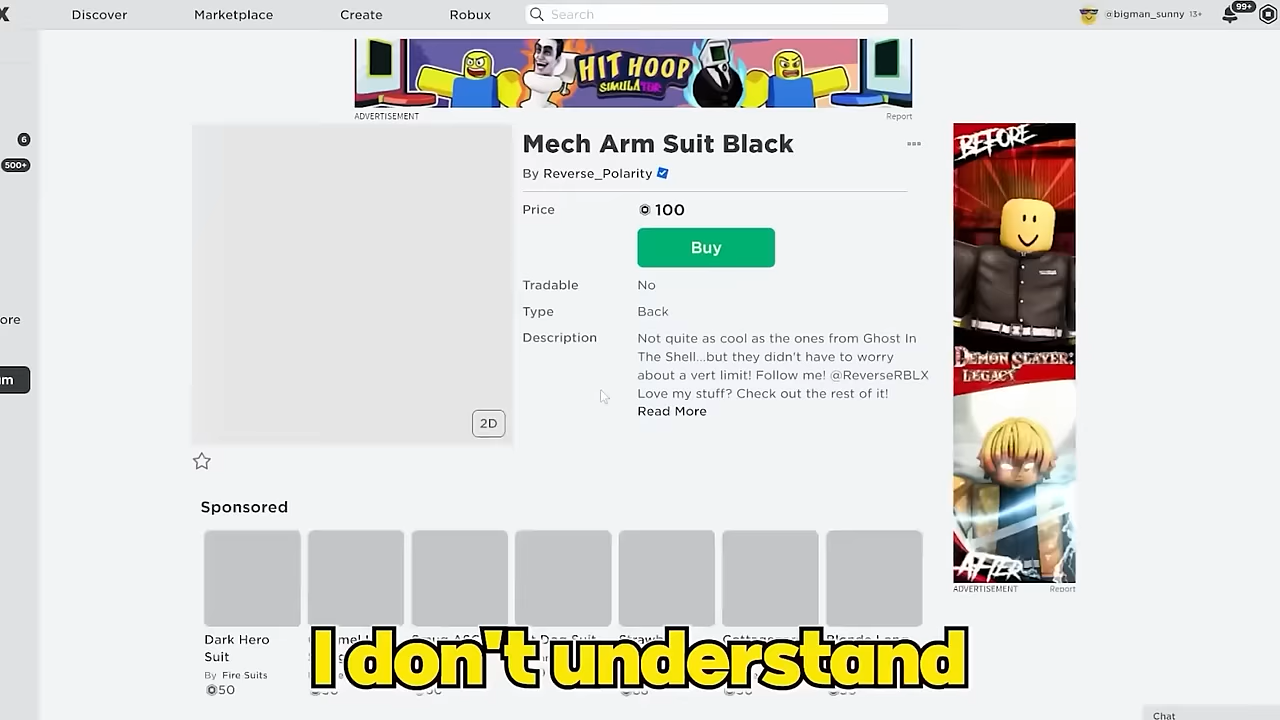 X
Discover
Marketplace
Create
Robux
Search
@bigman_sunny 13+
99+
6
500+
ore
HIT HOOP
SIMULATOR
ADVERTISEMENT
Report
Mech Arm Suit Black
By Reverse_Polarity
Price
100
Buy
Tradable
No
Type
Back
Description
Not quite as cool as the ones from Ghost In
The Shell...but they didn't have to worry
about a vert limit! Follow me! @ReverseRBLX
Love my stuff? Check out the rest of it!
Read More
2D
BEFORE
DEMON SLAYER:
LEGACY
AFTER
ADVERTISEMENT
Report
Sponsored
Dark Hero
Suit
By Fire Suits
50
I don't understand
Chat